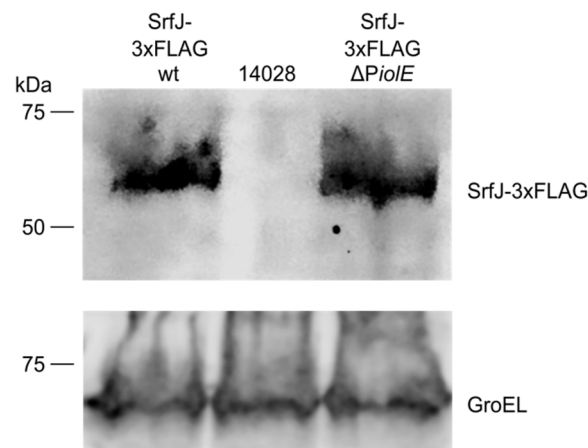 SrfJ-
3xFLAG
wt
14028
SrfJ-
3xFLAG
ΔPiolE
kDa
75
50
SrfJ-3xFLAG
75
GroEL